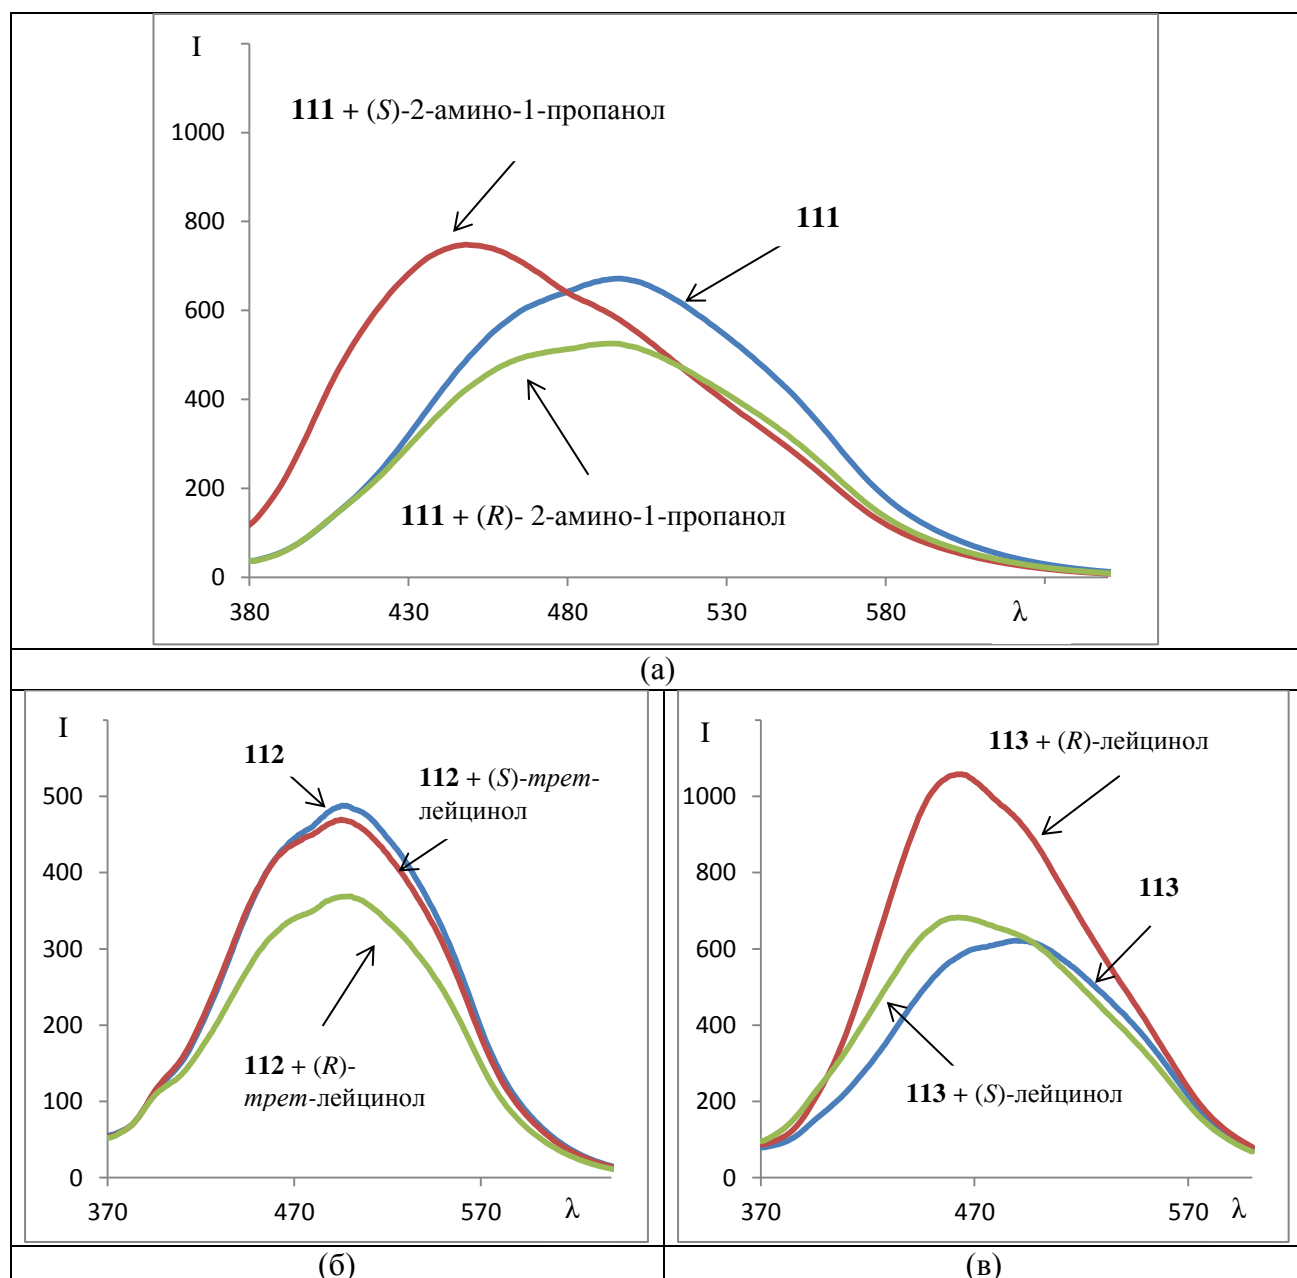 I
111 + (S)-2-амино-1-пропанол
1000
111
800
600
400
111 + (R)- 2-амино-1-пропанол
200
0
380 430 480 530 580 λ
(а)
I
112
112 + (S)-трет-
лейцинол
500
400
300
200
112 + (R)-
трет-лейцинол
100
0
370 470 570 λ
(б)
I
113 + (R)-лейцинол
1000
113
800
600
400
113 + (S)-лейцинол
200
0
370 470 570 λ
(в)